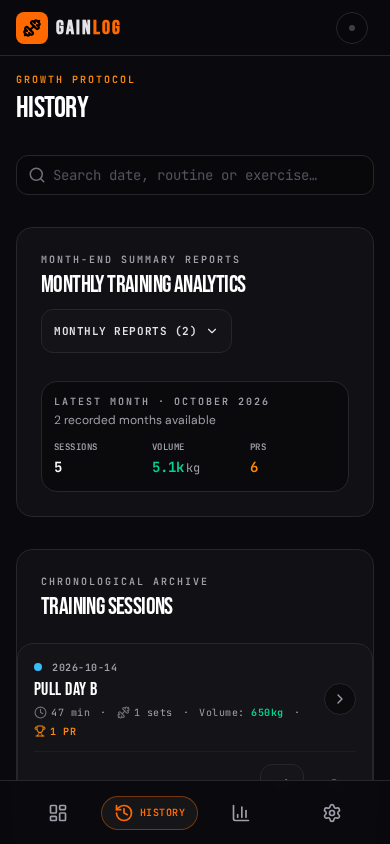 GAINLOG
GROWTH PROTOCOL
HISTORY
Search date, routine or exercise…
MONTH-END SUMMARY REPORTS
MONTHLY TRAINING ANALYTICS
MONTHLY REPORTS (2)
LATEST MONTH · OCTOBER 2026
2 recorded months available
SESSIONS VOLUME PRS
5 5.1kkg 6
CHRONOLOGICAL ARCHIVE
TRAINING SESSIONS
2026-10-14
PULL DAY B
47 min · 1 sets · Volume: 650kg ·
1 PR
HISTORY